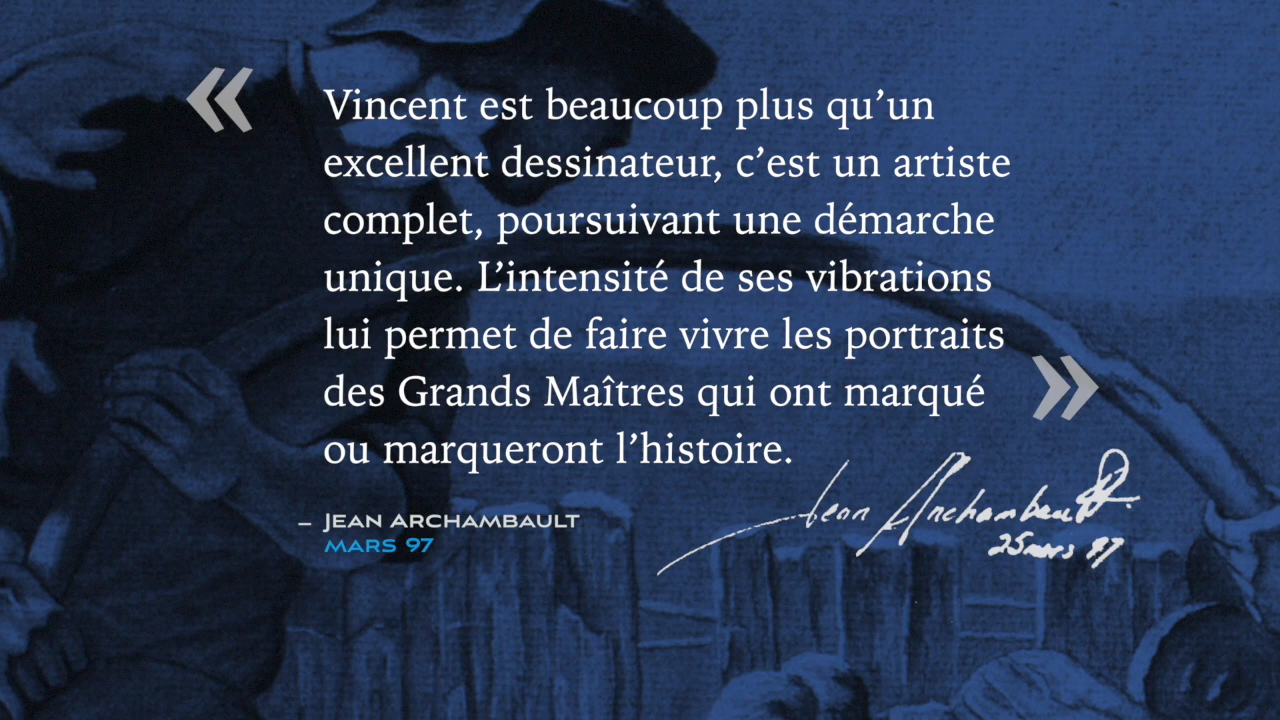 « Vincent est beaucoup plus qu’un
excellent dessinateur, c’est un artiste
complet, poursuivant une démarche
unique. L’intensité de ses vibrations
lui permet de faire vivre les portraits
des Grands Maîtres qui ont marqué
ou marqueront l’histoire. »
– JEAN ARCHAMBAULT
MARS 97
Jean Archambault
25 mars 97